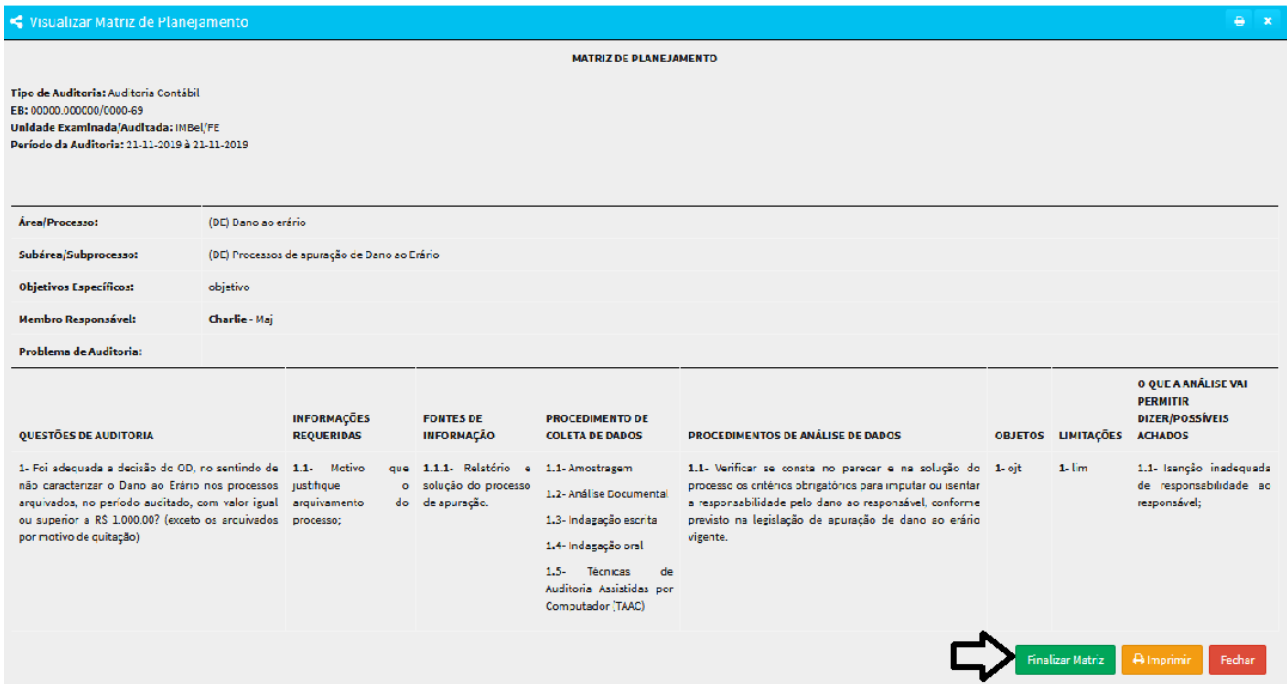 Visualizar Matriz de Planejamento
MATRIZ DE PLANEJAMENTO
Tipo de Auditoria: Auditoria Contábil
EB: 00000.000000/0000-69
Unidade Examinada/Auditada: IMBel/FE
Período da Auditoria: 21-11-2019 à 21-11-2019
Área/Processo: (DE) Dano ao erário
Subárea/Subprocesso: (DE) Processos de apuração de Dano ao Erário
Objetivos Específicos: objetivo
Membro Responsável: Charlie - Maj
Problema de Auditoria:
QUESTÕES DE AUDITORIA
INFORMAÇÕES
REQUERIDAS
FONTES DE
INFORMAÇÃO
PROCEDIMENTO DE
COLETA DE DADOS
PROCEDIMENTOS DE ANÁLISE DE DADOS
OBJETOS
LIMITAÇÕES
O QUE A ANÁLISE VAI
PERMITIR
DIZER/POSSÍVEIS
ACHADOS
1- Foi adequada a decisão do OD, no sentindo de
não caracterizar o Dano ao Erário nos processos
arquivados, no período auditado, com valor igual
ou superior a R$ 1.000,00? (exceto os arquivados
por motivo de quitação)
1.1- Motivo que
justifique o
arquivamento do
processo;
1.1.1- Relatório e
solução do processo
de apuração.
1.1- Amostragem
1.2- Análise Documental
1.3- Indagação escrita
1.4- Indagação oral
1.5- Técnicas de
Auditoria Assistidas por
Computador (TAAC)
1.1- Verificar se consta no parecer e na solução do
processo os critérios obrigatórios para imputar ou isentar
a responsabilidade pelo dano ao responsável, conforme
previsto na legislação de apuração de dano ao erário
vigente.
1- ojt
1- lim
1.1- Isenção inadequada
de responsabilidade ao
responsável;
Finalizar Matriz
Imprimir
Fechar